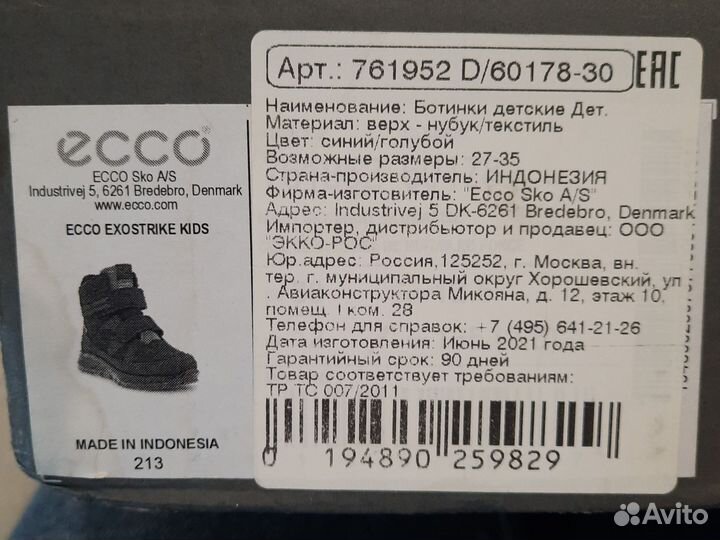 ecco®
ECCO Sko A/S
Industrivej 5, 6261 Bredebro, Denmark
www.ecco.com
ECCO EXOSTRIKE KIDS
MADE IN INDONESIA
213
Арт.: 761952 D/60178-30
EAC
Наименование: Ботинки детские Дет.
Материал: верх - нубук/текстиль
Цвет: синий/голубой
Возможные размеры: 27-35
Страна-производитель: ИНДОНЕЗИЯ
Фирма-изготовитель: "Ecco Sko A/S"
Адрес: Industrivej 5 DK-6261 Bredebro, Denmark
Импортер, дистрибьютор и продавец: ООО
"ЭККО-РОС"
Юр.адрес: Россия,125252, г. Москва, вн.
тер. г. муниципальный округ Хорошевский, ул
. Авиаконструктора Микояна, д. 12, этаж 10,
помещ. I ком. 28
Телефон для справок: +7 (495) 641-21-26
Дата изготовления: Июнь 2021 года
Гарантийный срок: 90 дней
Товар соответствует требованиям:
ТР ТС 007/2011
0 194890 259829
Avito